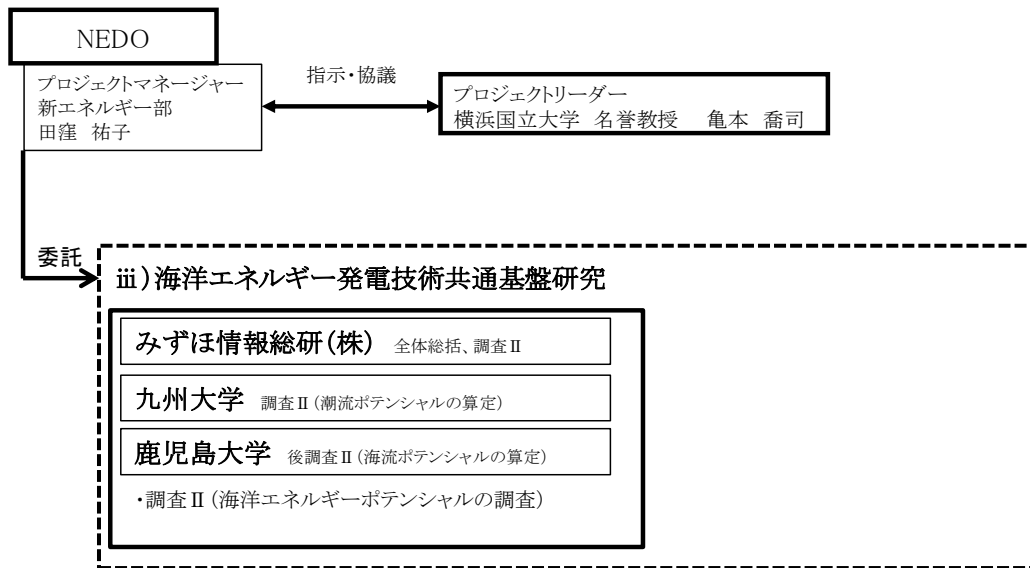 NEDO
プロジェクトマネージャー
新エネルギー部
田窪 祐子
指示・協議
プロジェクトリーダー
横浜国立大学 名誉教授 亀本 喬司
委託
ⅲ)海洋エネルギー発電技術共通基盤研究
みずほ情報総研(株) 全体総括、調査Ⅱ
九州大学 調査Ⅱ(潮流ポテンシャルの算定)
鹿児島大学 後調査Ⅱ(海流ポテンシャルの算定)
・調査Ⅱ(海洋エネルギーポテンシャルの調査)